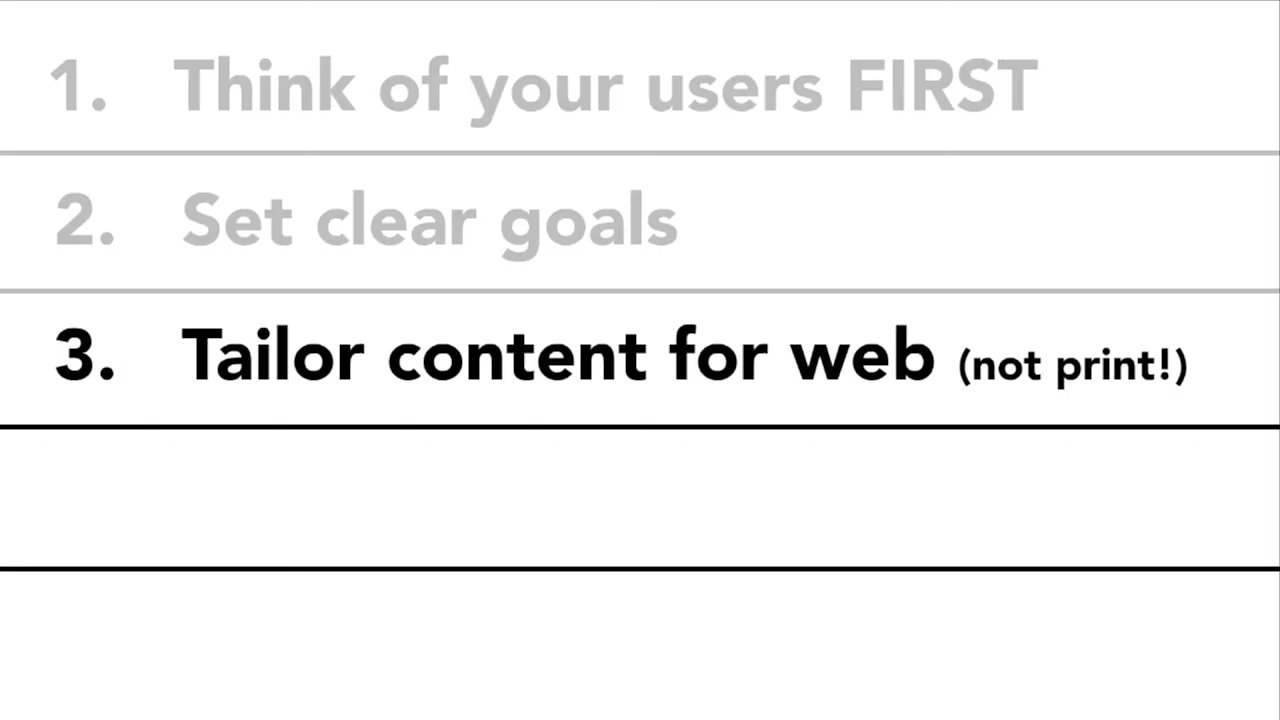 1. Think of your users FIRST
2. Set clear goals
3. Tailor content for web (not print!)